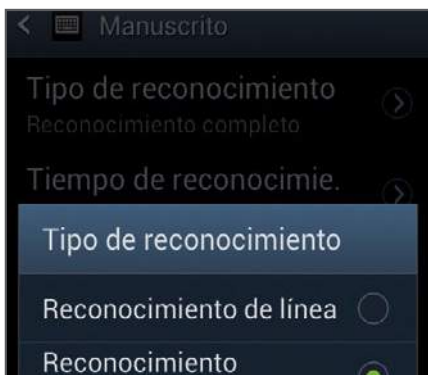 Manuscrito
Tipo de reconocimiento
Reconocimiento completo
Tiempo de reconocimie.
Tipo de reconocimiento
Reconocimiento de línea
Reconocimiento